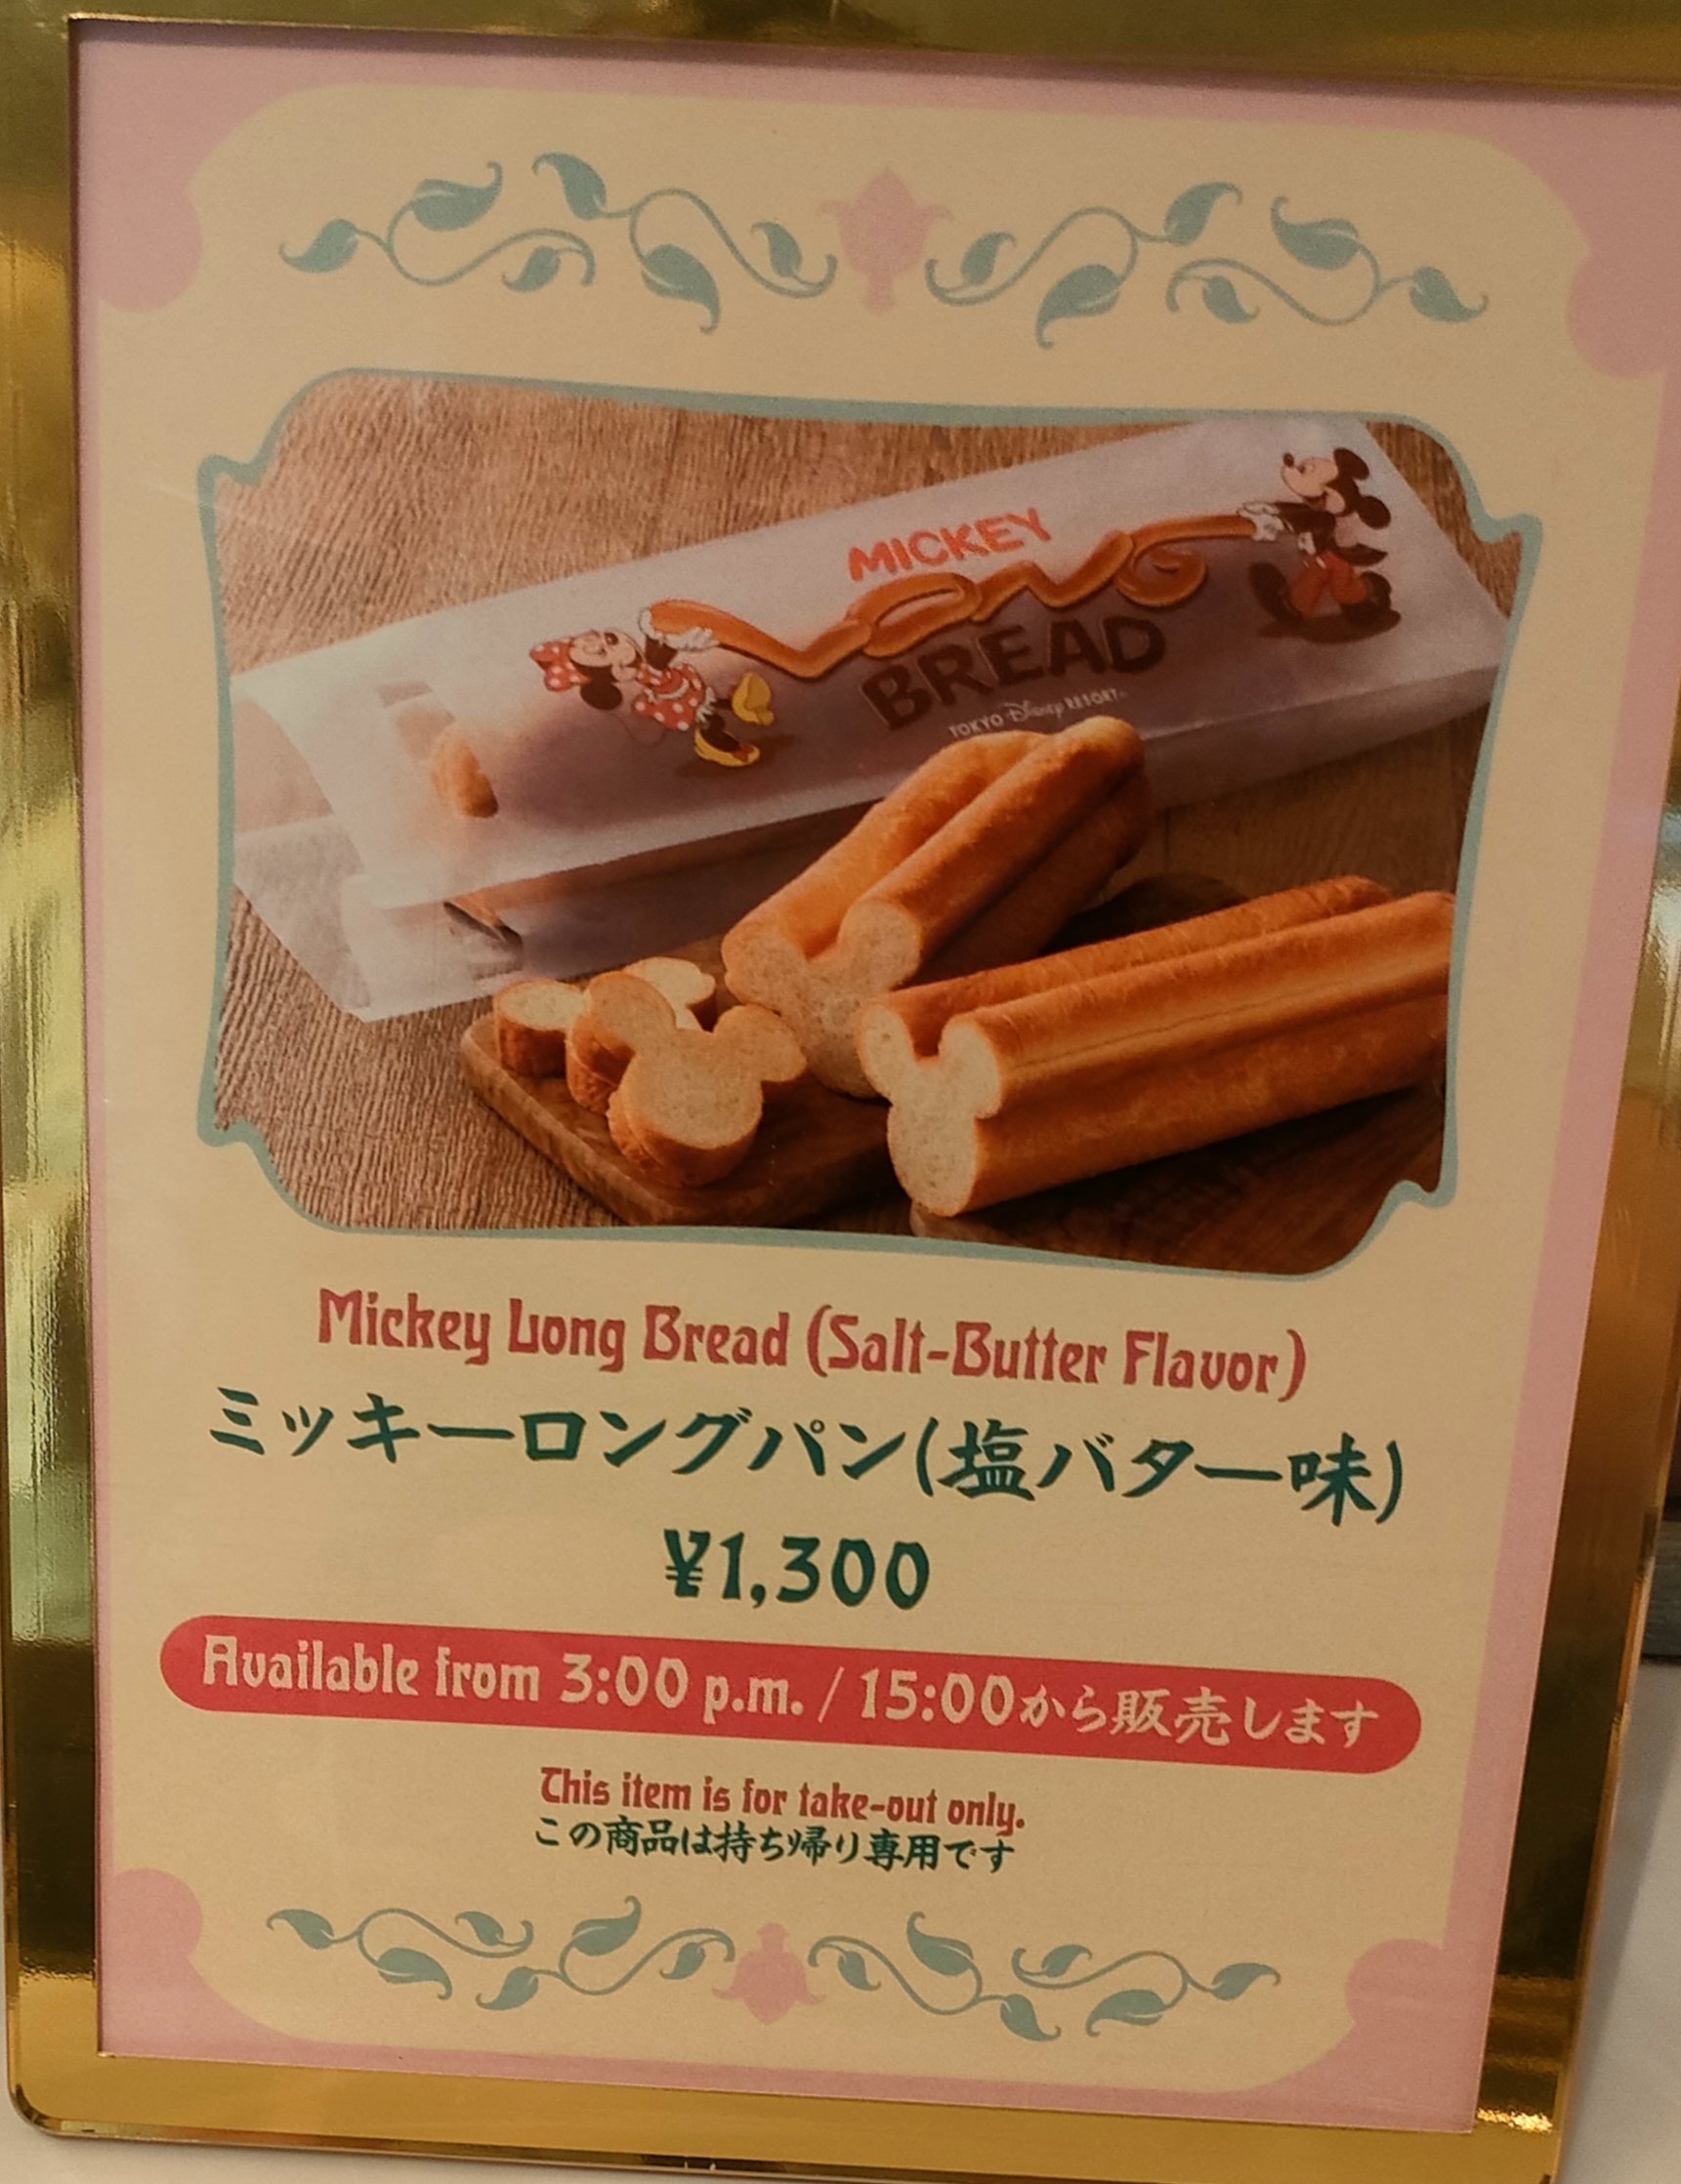 MICKEY
LONG
BREAD
TOKYO Disney RESORT
Mickey Long Bread (Salt-Butter Flavor)
ミッキーロングパン(塩バター味)
¥1,300
Available from 3:00 p.m. / 15:00から販売します
This item is for take-out only.
この商品は持ち帰り専用です